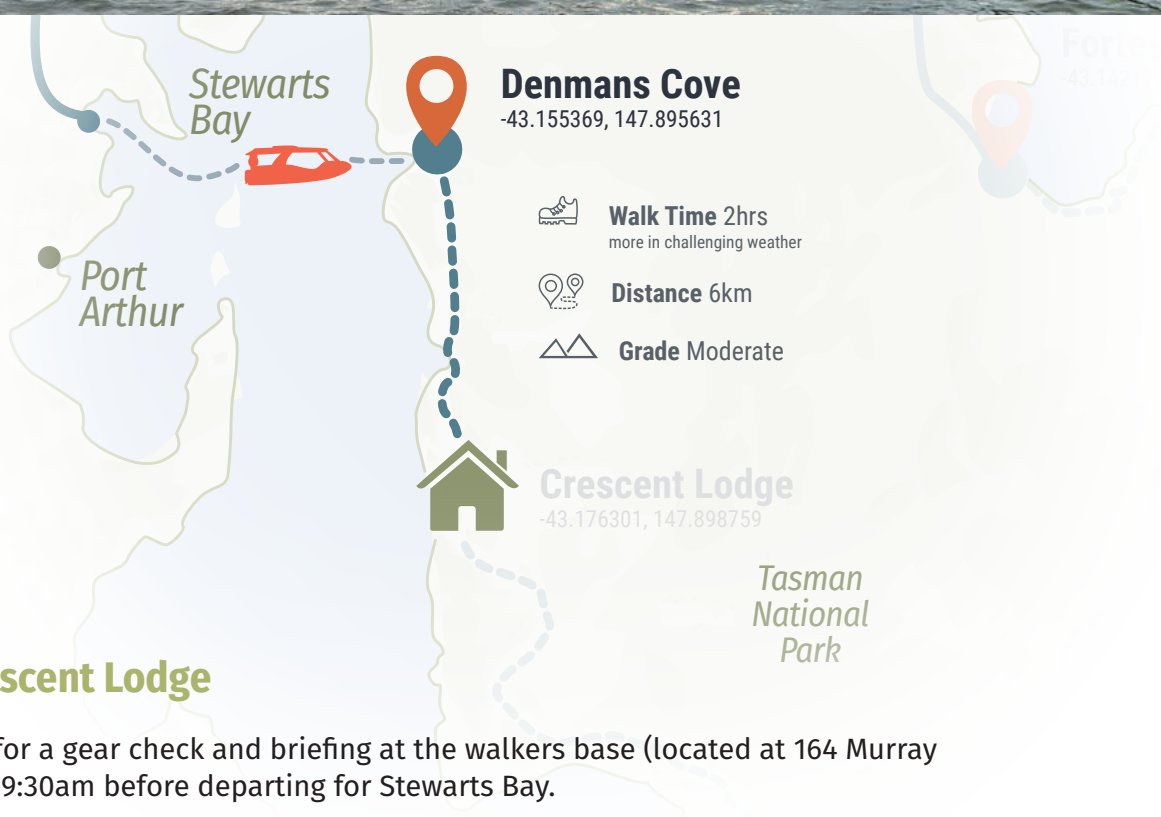 Stewarts
Bay
Denmans Cove
-43.155369, 147.895631
Walk Time 2hrs
more in challenging weather
Distance 6km
Grade Moderate
Port
Arthur
Crescent Lodge
-43.176301, 147.898759
Tasman
National
Park
scent Lodge
for a gear check and briefing at the walkers base (located at 164 Murray
9:30am before departing for Stewarts Bay.